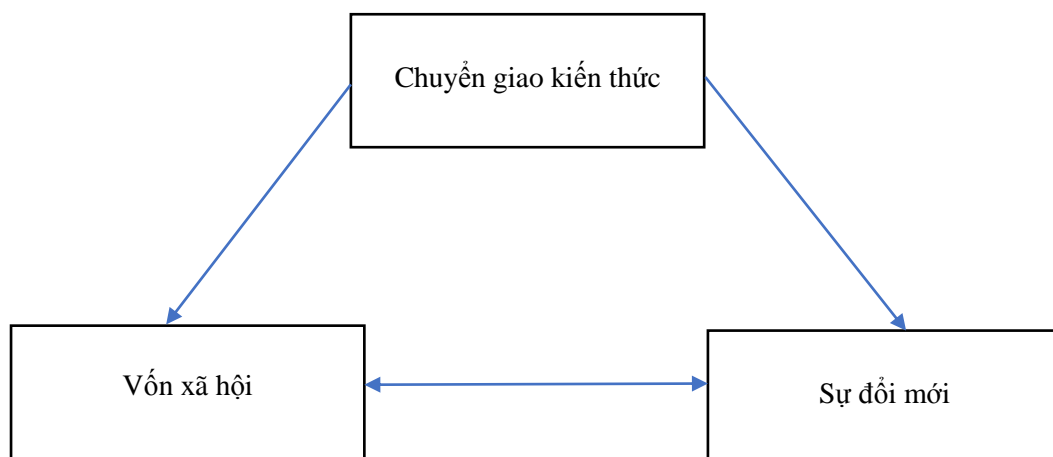 Chuyển giao kiến thức
Vốn xã hội
Sự đổi mới